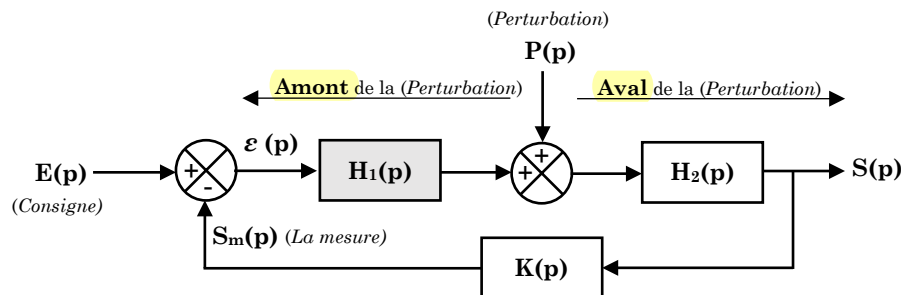 (Perturbation)
P(p)
Amont de la (Perturbation)
Aval de la (Perturbation)
E(p)
(Consigne)
+
-
ε (p)
H₁(p)
+
+
H₂(p)
S(p)
Sₘ(p) (La mesure)
K(p)